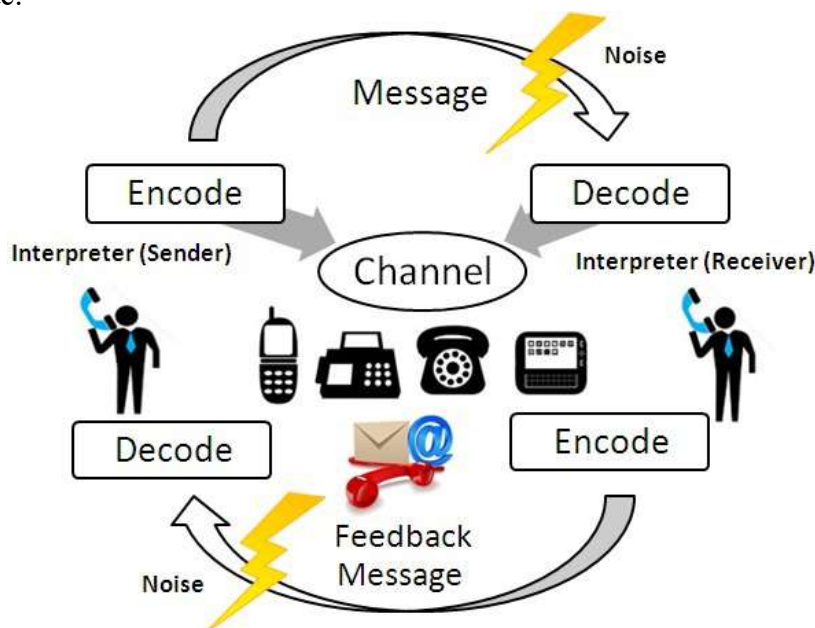 Noise
Message
Encode
Decode
Interpreter (Sender)
Channel
Interpreter (Receiver)
@
Decode
Encode
Feedback
Message
Noise